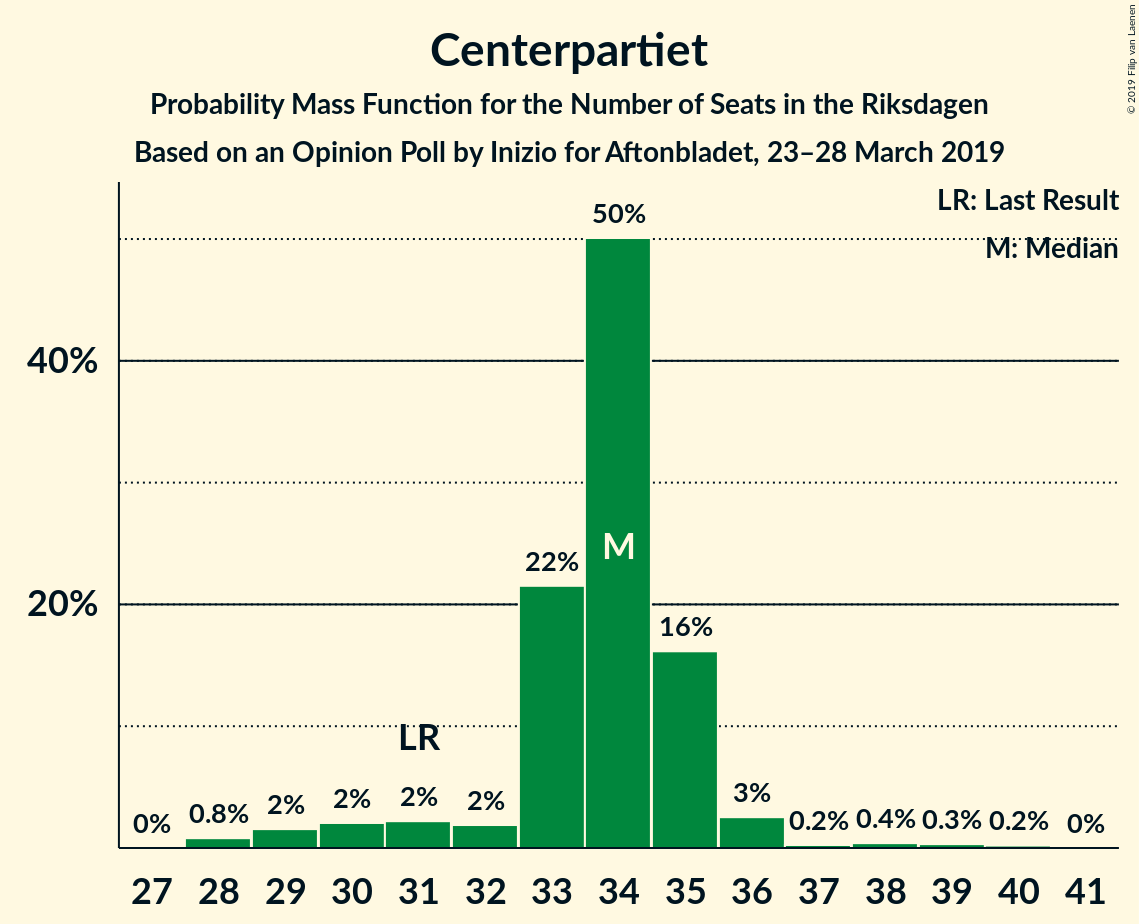 Centerpartiet
Probability Mass Function for the Number of Seats in the Riksdagen
Based on an Opinion Poll by Inizio for Aftonbladet, 23–28 March 2019
© 2019 Filip van Laenen
LR: Last Result
M: Median
50%
40%
22%
M
20%
16%
LR
0%
0.8%
2%
2%
2%
2%
3%
0.2%
0.4%
0.3%
0.2%
0%
27 28 29 30 31 32 33 34 35 36 37 38 39 40 41